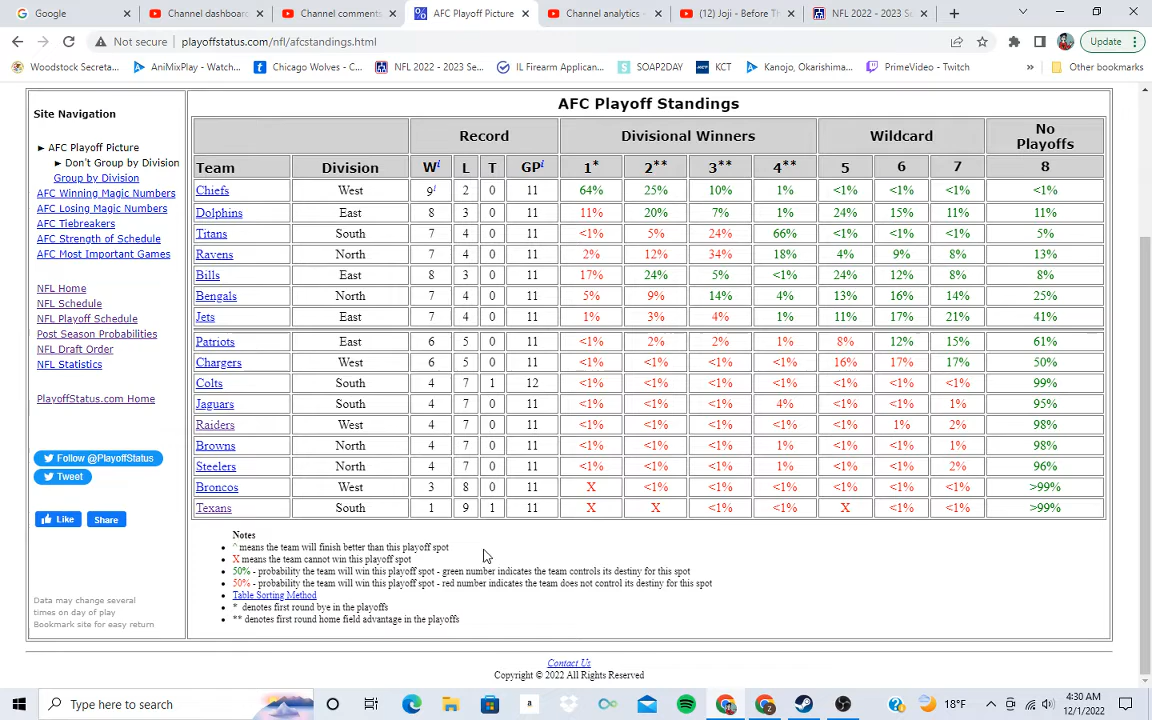 Google
Channel dashboard
Channel comments
AFC Playoff Picture
Channel analytics -
(12) Joji - Before Th
NFL 2022 - 2023 Se
Not secure
playoffstatus.com/nfl/afcstandings.html
Update
Woodstock Secreta...
AniMixPlay - Watch...
Chicago Wolves - C...
NFL 2022 - 2023 Se...
IL Firearm Applican...
SOAP2DAY
KCT
Kanojo, Okarishima...
PrimeVideo - Twitch
»
Other bookmarks
Site Navigation
► AFC Playoff Picture
► Don't Group by Division
Group by Division
AFC Winning Magic Numbers
AFC Losing Magic Numbers
AFC Tiebreakers
AFC Strength of Schedule
AFC Most Important Games
NFL Home
NFL Schedule
NFL Playoff Schedule
Post Season Probabilities
NFL Draft Order
NFL Statistics
PlayoffStatus.com Home
Follow @PlayoffStatus
Tweet
Like Share
Data may change several
times on day of play
Bookmark site for easy return
AFC Playoff Standings
Record Divisional Winners Wildcard No Playoffs
Team Division Wi L T GPi 1* 2** 3** 4** 5 6 7 8
Chiefs West 9i 2 0 11 64% 25% 10% 1% <1% <1% <1% <1%
Dolphins East 8 3 0 11 11% 20% 7% 1% 24% 15% 11% 11%
Titans South 7 4 0 11 <1% 5% 24% 66% <1% <1% <1% 5%
Ravens North 7 4 0 11 2% 12% 34% 18% 4% 9% 8% 13%
Bills East 8 3 0 11 17% 24% 5% <1% 24% 12% 8% 8%
Bengals North 7 4 0 11 5% 9% 14% 4% 13% 16% 14% 25%
Jets East 7 4 0 11 1% 3% 4% 1% 11% 17% 21% 41%
Patriots East 6 5 0 11 <1% 2% 2% 1% 8% 12% 15% 61%
Chargers West 6 5 0 11 <1% <1% <1% <1% 16% 17% 17% 50%
Colts South 4 7 1 12 <1% <1% <1% <1% <1% <1% <1% 99%
Jaguars South 4 7 0 11 <1% <1% <1% 4% <1% <1% 1% 95%
Raiders West 4 7 0 11 <1% <1% <1% <1% <1% 1% 2% 98%
Browns North 4 7 0 11 <1% <1% <1% 1% <1% <1% 1% 98%
Steelers North 4 7 0 11 <1% <1% <1% 1% <1% <1% 2% 96%
Broncos West 3 8 0 11 X <1% <1% <1% <1% <1% <1% >99%
Texans South 1 9 1 11 X X <1% <1% X <1% <1% >99%
Notes
• ^ means the team will finish better than this playoff spot
• X means the team cannot win this playoff spot
• 50% - probability the team will win this playoff spot - green number indicates the team controls its destiny for this spot
• 50% - probability the team will win this playoff spot - red number indicates the team does not control its destiny for this spot
• Table Sorting Method
• * denotes first round bye in the playoffs
• ** denotes first round home field advantage in the playoffs
Contact Us
Copyright © 2022 All Rights Reserved
Type here to search
a
2
18°F
4:30 AM
12/1/2022